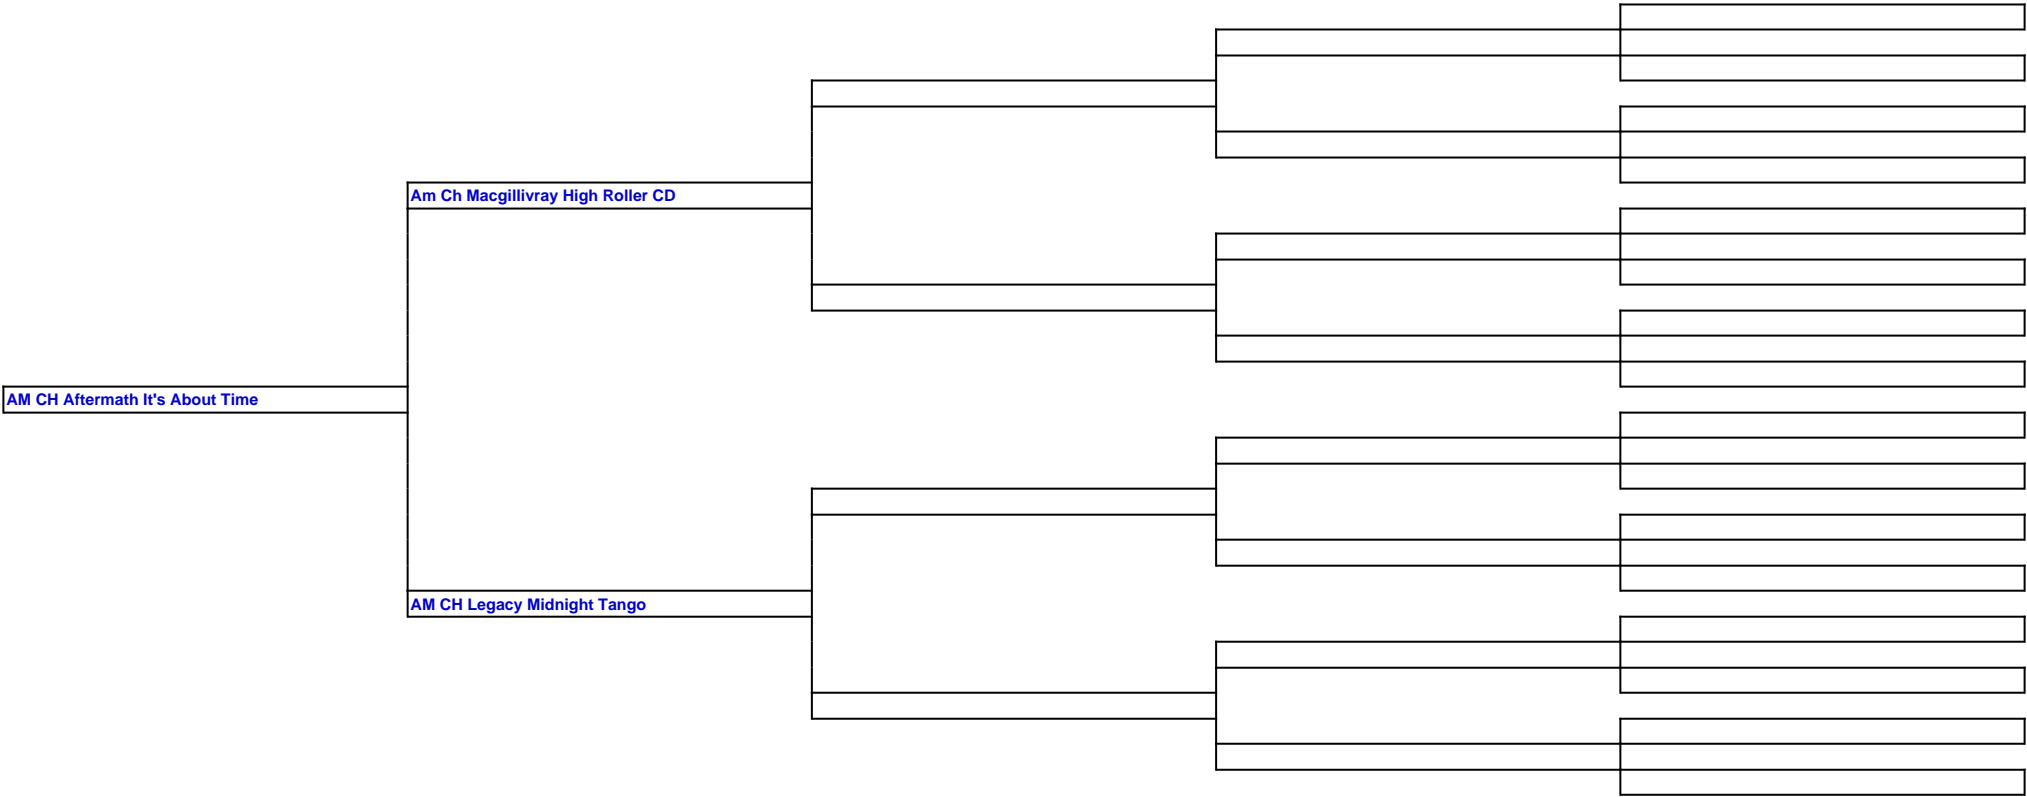 Am Ch Macgillivray High Roller CD
AM CH Aftermath It's About Time
AM CH Legacy Midnight Tango